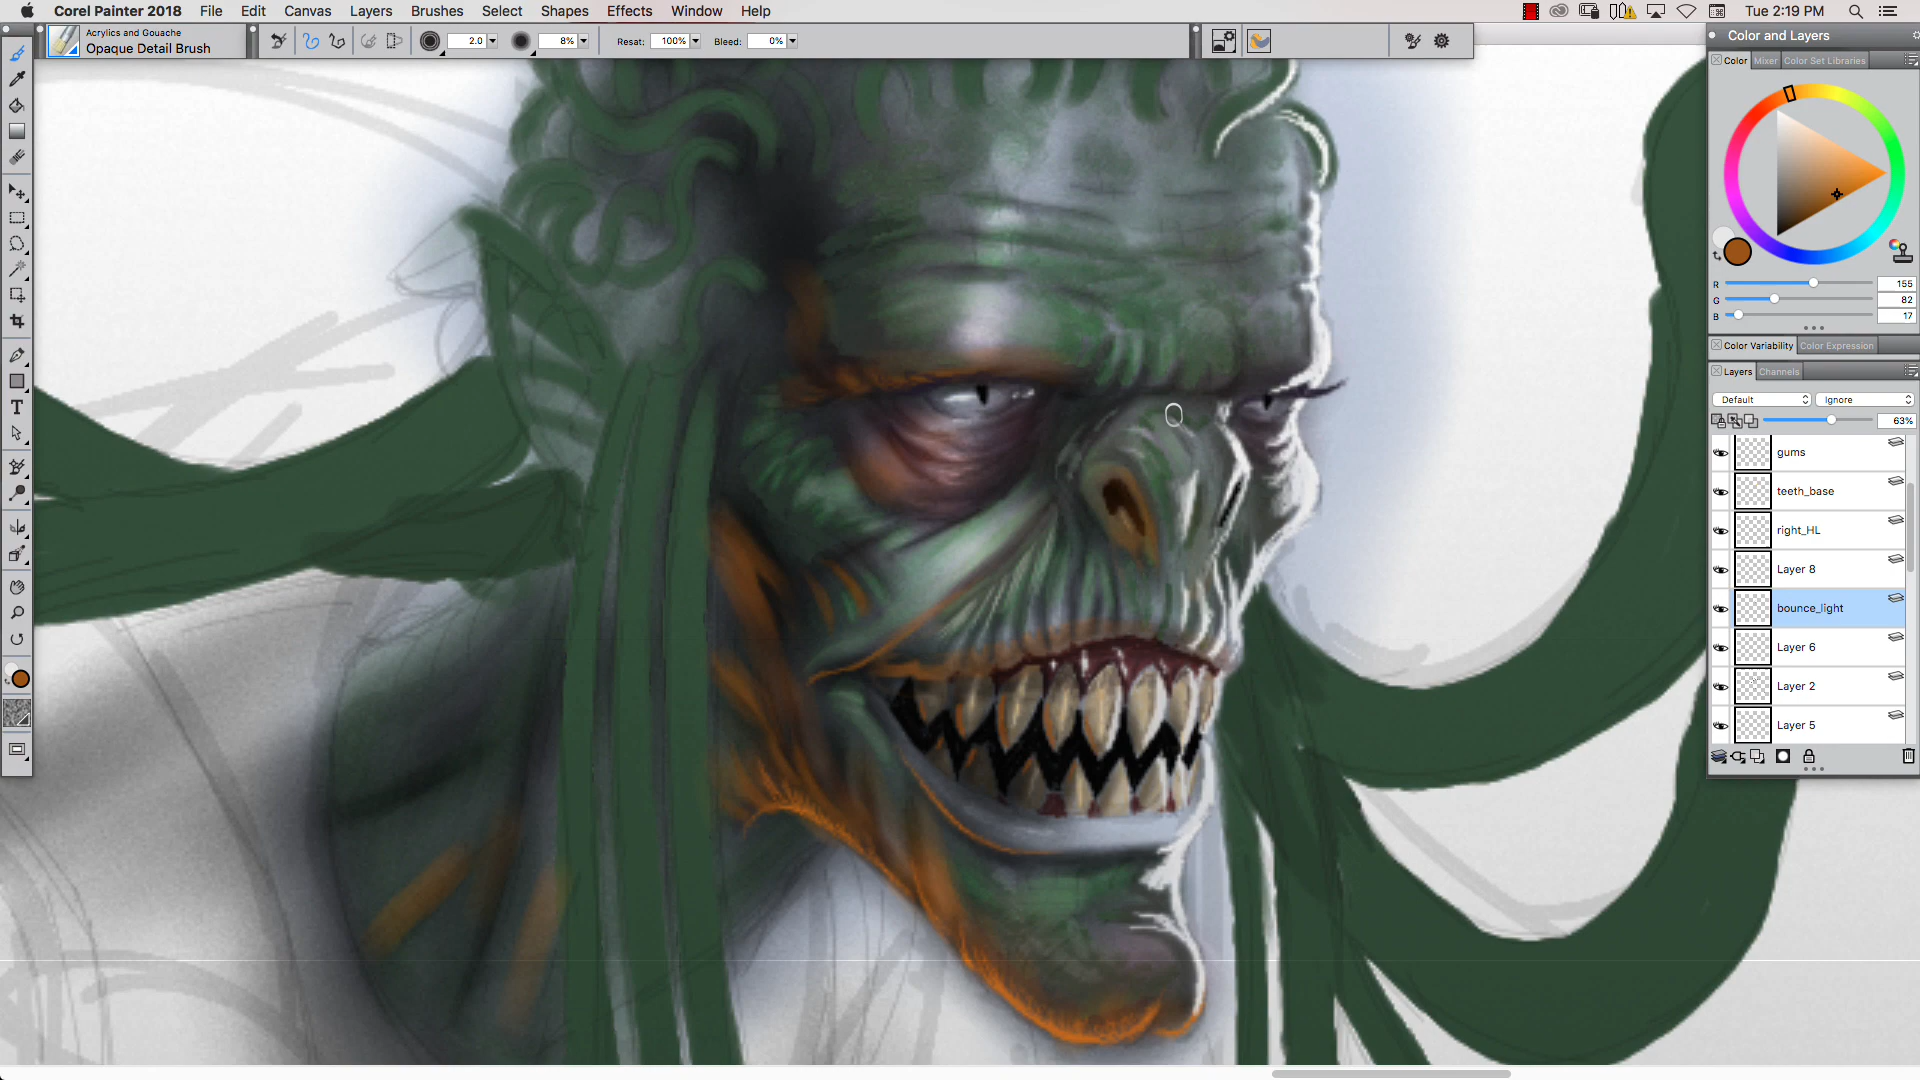 Corel Painter 2018 File Edit Canvas Layers Brushes Select Shapes Effects Window Help Tue 2:19 PM
Acrylics and Gouache
Opaque Detail Brush
2.0 8% Resat: 100% Bleed: 0%
Color and Layers
Color Mixer Color Set Libraries
R 155
G 82
B 17
Color Variability Color Expression
Layers Channels
Default Ignore
63%
gums
teeth_base
right_HL
Layer 8
bounce_light
Layer 6
Layer 2
Layer 5
T